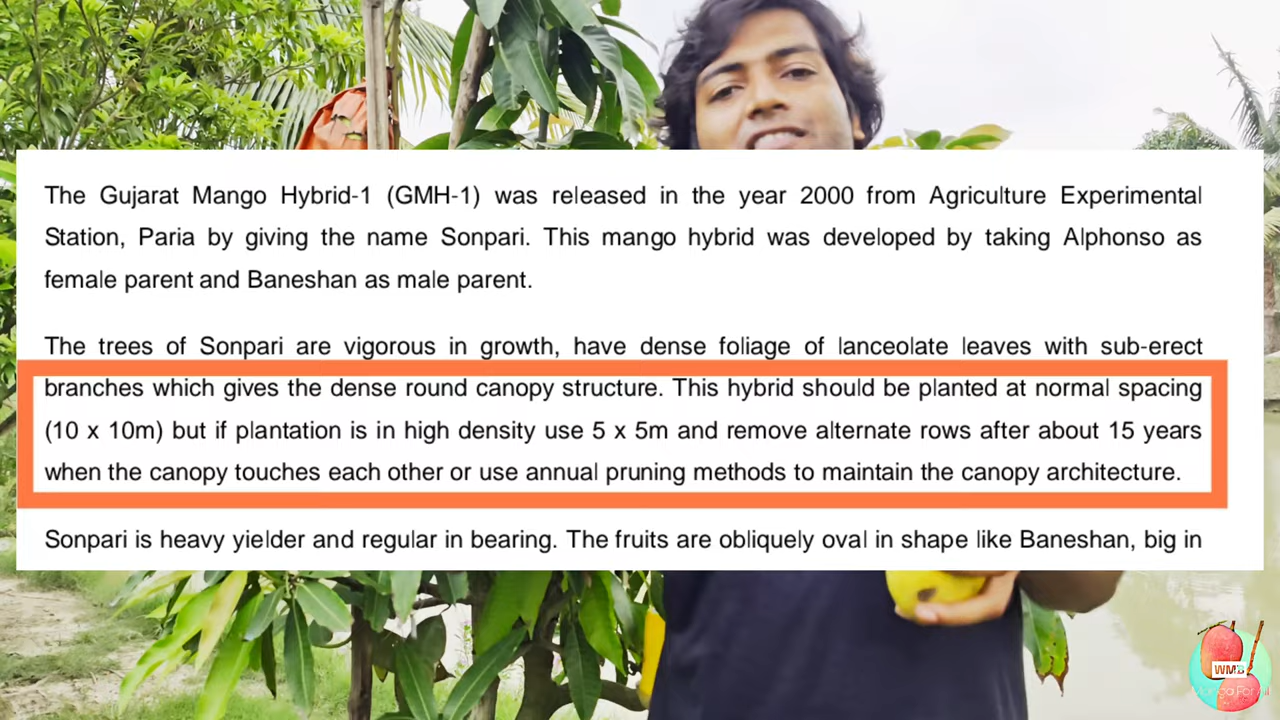 The Gujarat Mango Hybrid-1 (GMH-1) was released in the year 2000 from Agriculture Experimental
Station, Paria by giving the name Sonpari. This mango hybrid was developed by taking Alphonso as
female parent and Baneshan as male parent.
The trees of Sonpari are vigorous in growth, have dense foliage of lanceolate leaves with sub-erect
branches which gives the dense round canopy structure. This hybrid should be planted at normal spacing
(10 x 10m) but if plantation is in high density use 5 x 5m and remove alternate rows after about 15 years
when the canopy touches each other or use annual pruning methods to maintain the canopy architecture.
Sonpari is heavy yielder and regular in bearing. The fruits are obliquely oval in shape like Baneshan, big in